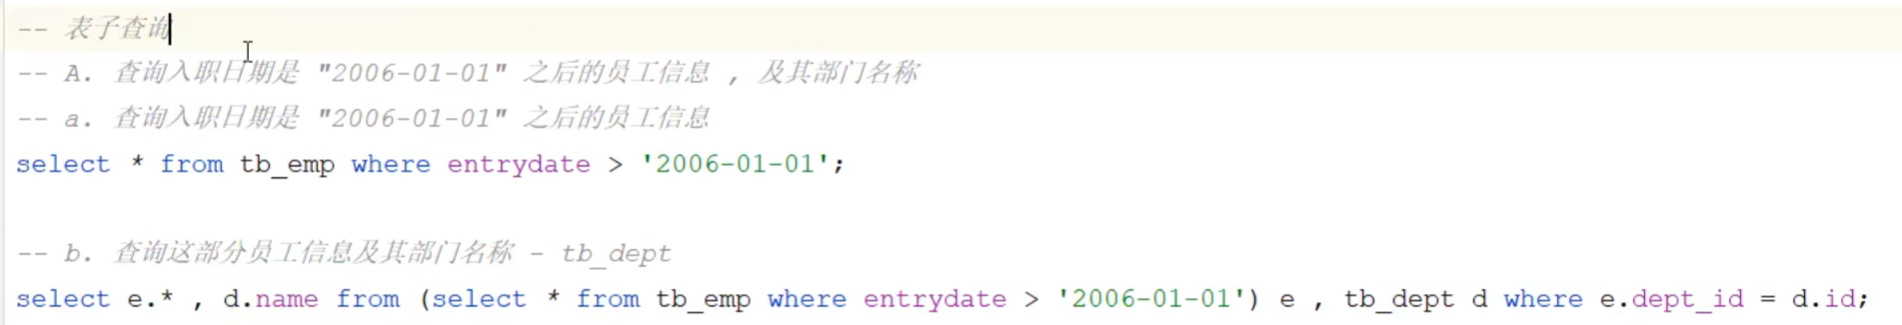 -- 表子查询
-- A. 查询入职日期是 "2006-01-01" 之后的员工信息 , 及其部门名称
-- a. 查询入职日期是 "2006-01-01" 之后的员工信息
select * from tb_emp where entrydate > '2006-01-01';
-- b. 查询这部分员工信息及其部门名称 - tb_dept
select e.* , d.name from (select * from tb_emp where entrydate > '2006-01-01') e , tb_dept d where e.dept_id = d.id;